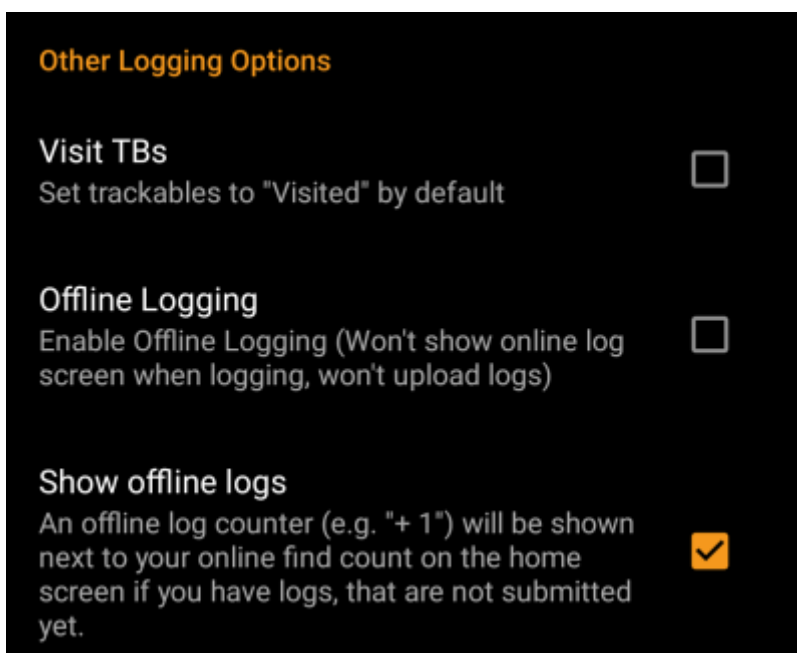 Other Logging Options
Visit TBs
Set trackables to "Visited" by default
Offline Logging
Enable Offline Logging (Won't show online log
screen when logging, won't upload logs)
Show offline logs
An offline log counter (e.g. "+ 1") will be shown
next to your online find count on the home
screen if you have logs, that are not submitted
yet.